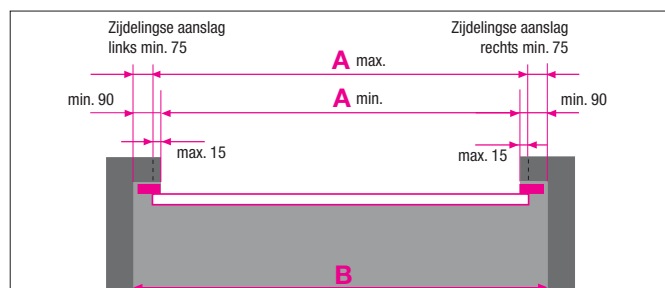 Zijdelingse aanslag
links min. 75
Zijdelingse aanslag
rechts min. 75
A max.
min. 90
A min.
min. 90
max. 15
max. 15
B